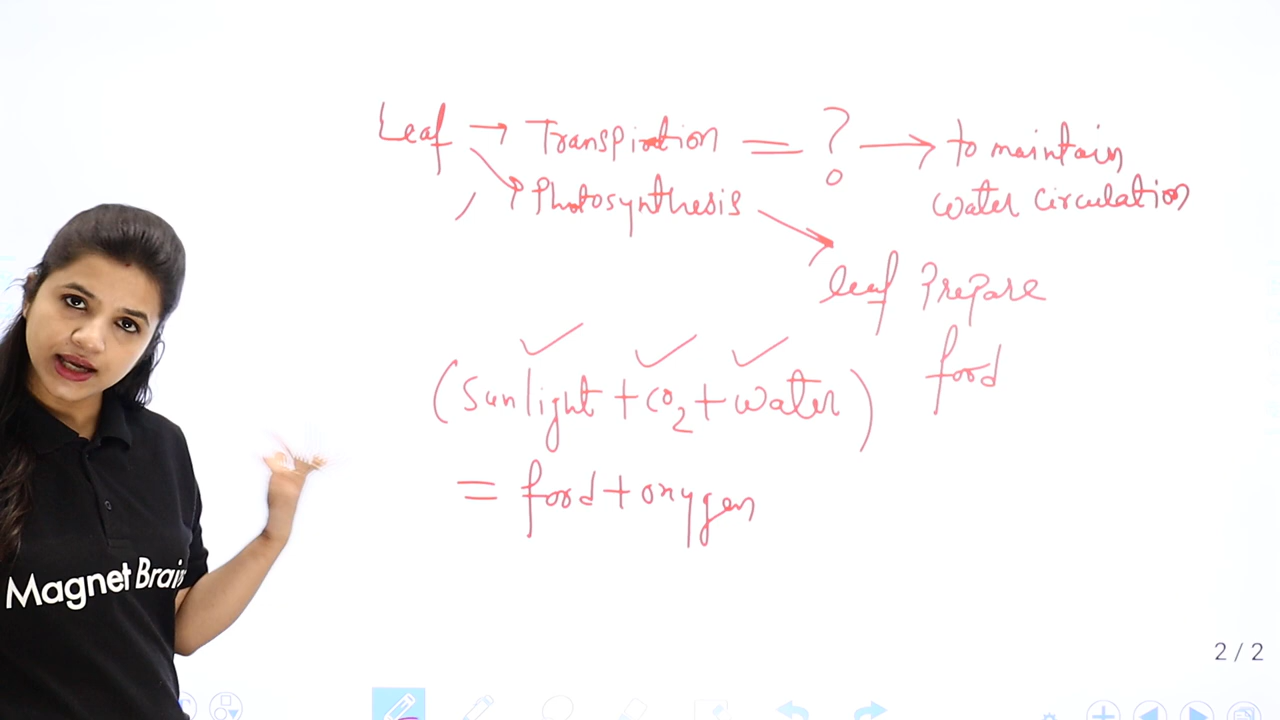 Leaf → Transpiration = ? → to maintain
water circulation
Photosynthesis
leaf prepare
food
(Sunlight + CO2 + water)
= food + oxygen
Magnet Brain
2 / 2